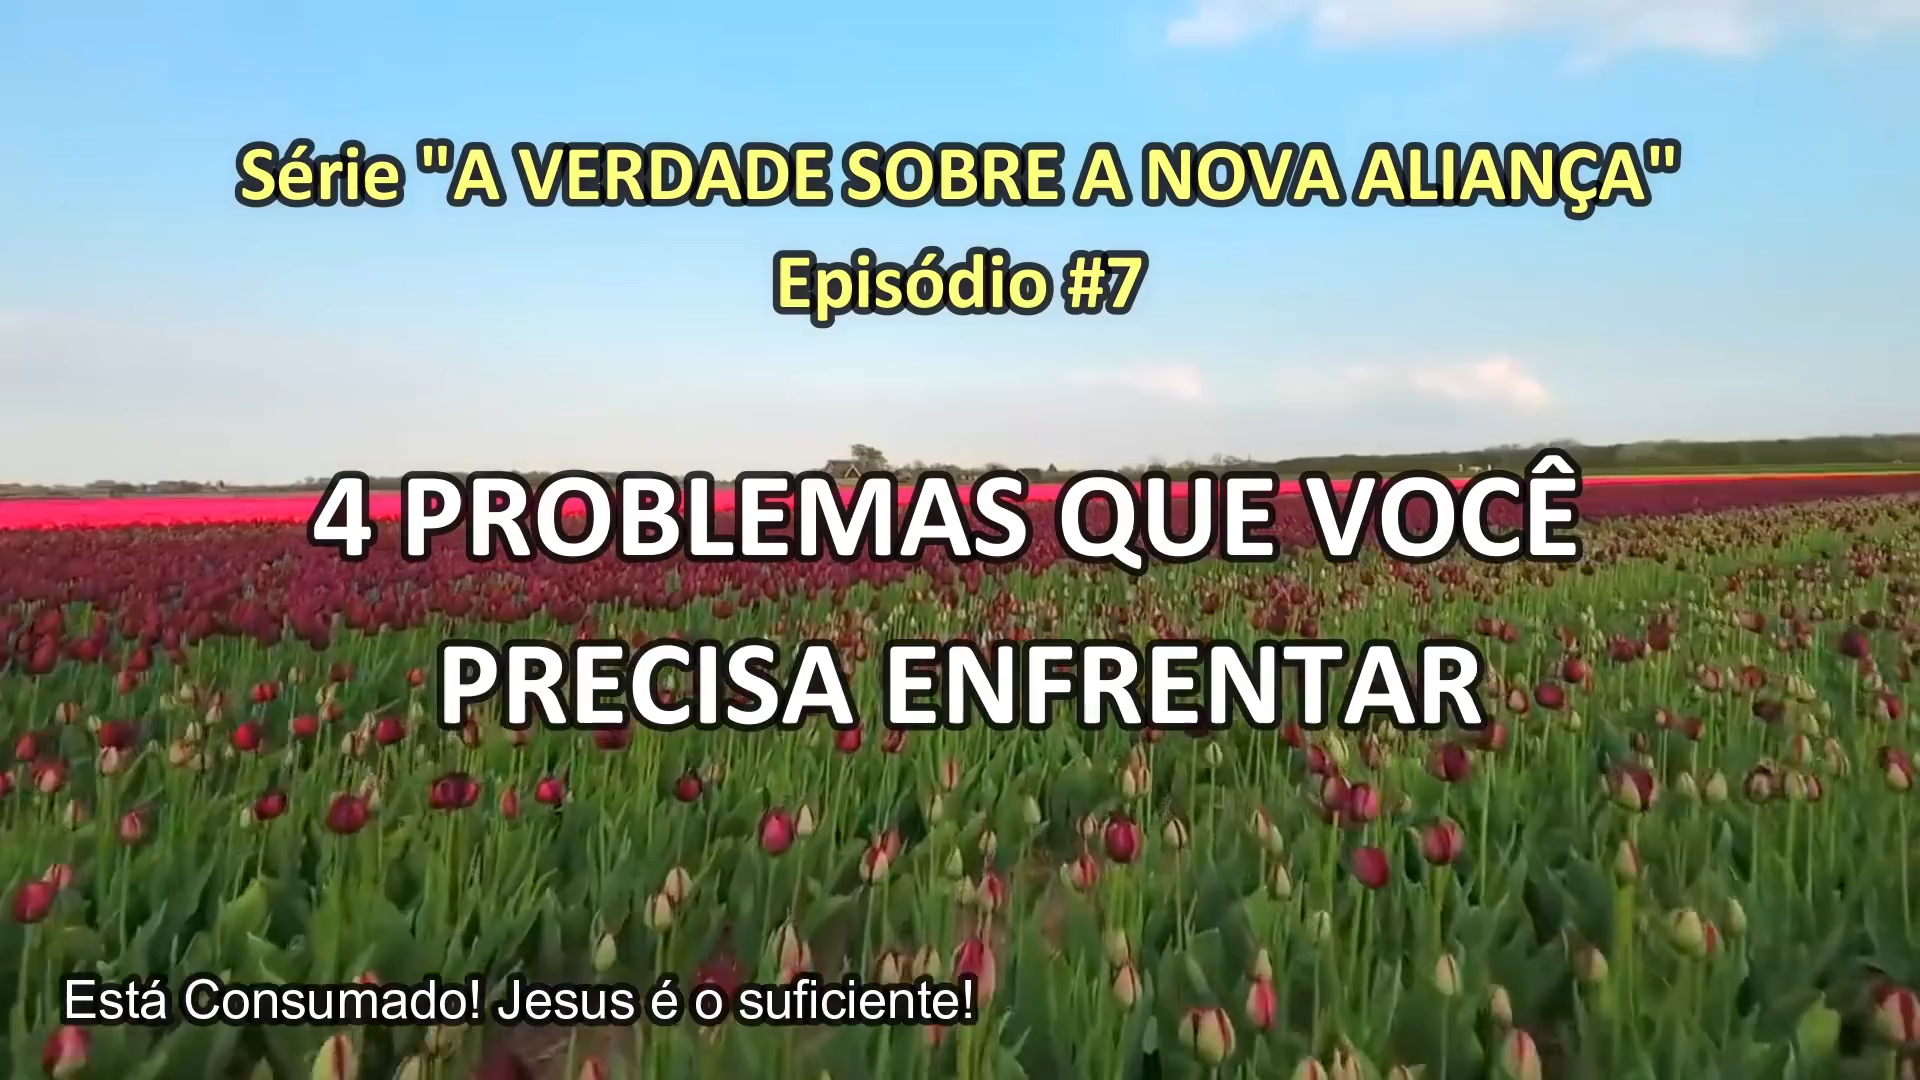 Série "A VERDADE SOBRE A NOVA ALIANÇA"
Episódio #7
4 PROBLEMAS QUE VOCÊ
PRECISA ENFRENTAR
Está Consumado! Jesus é o suficiente!